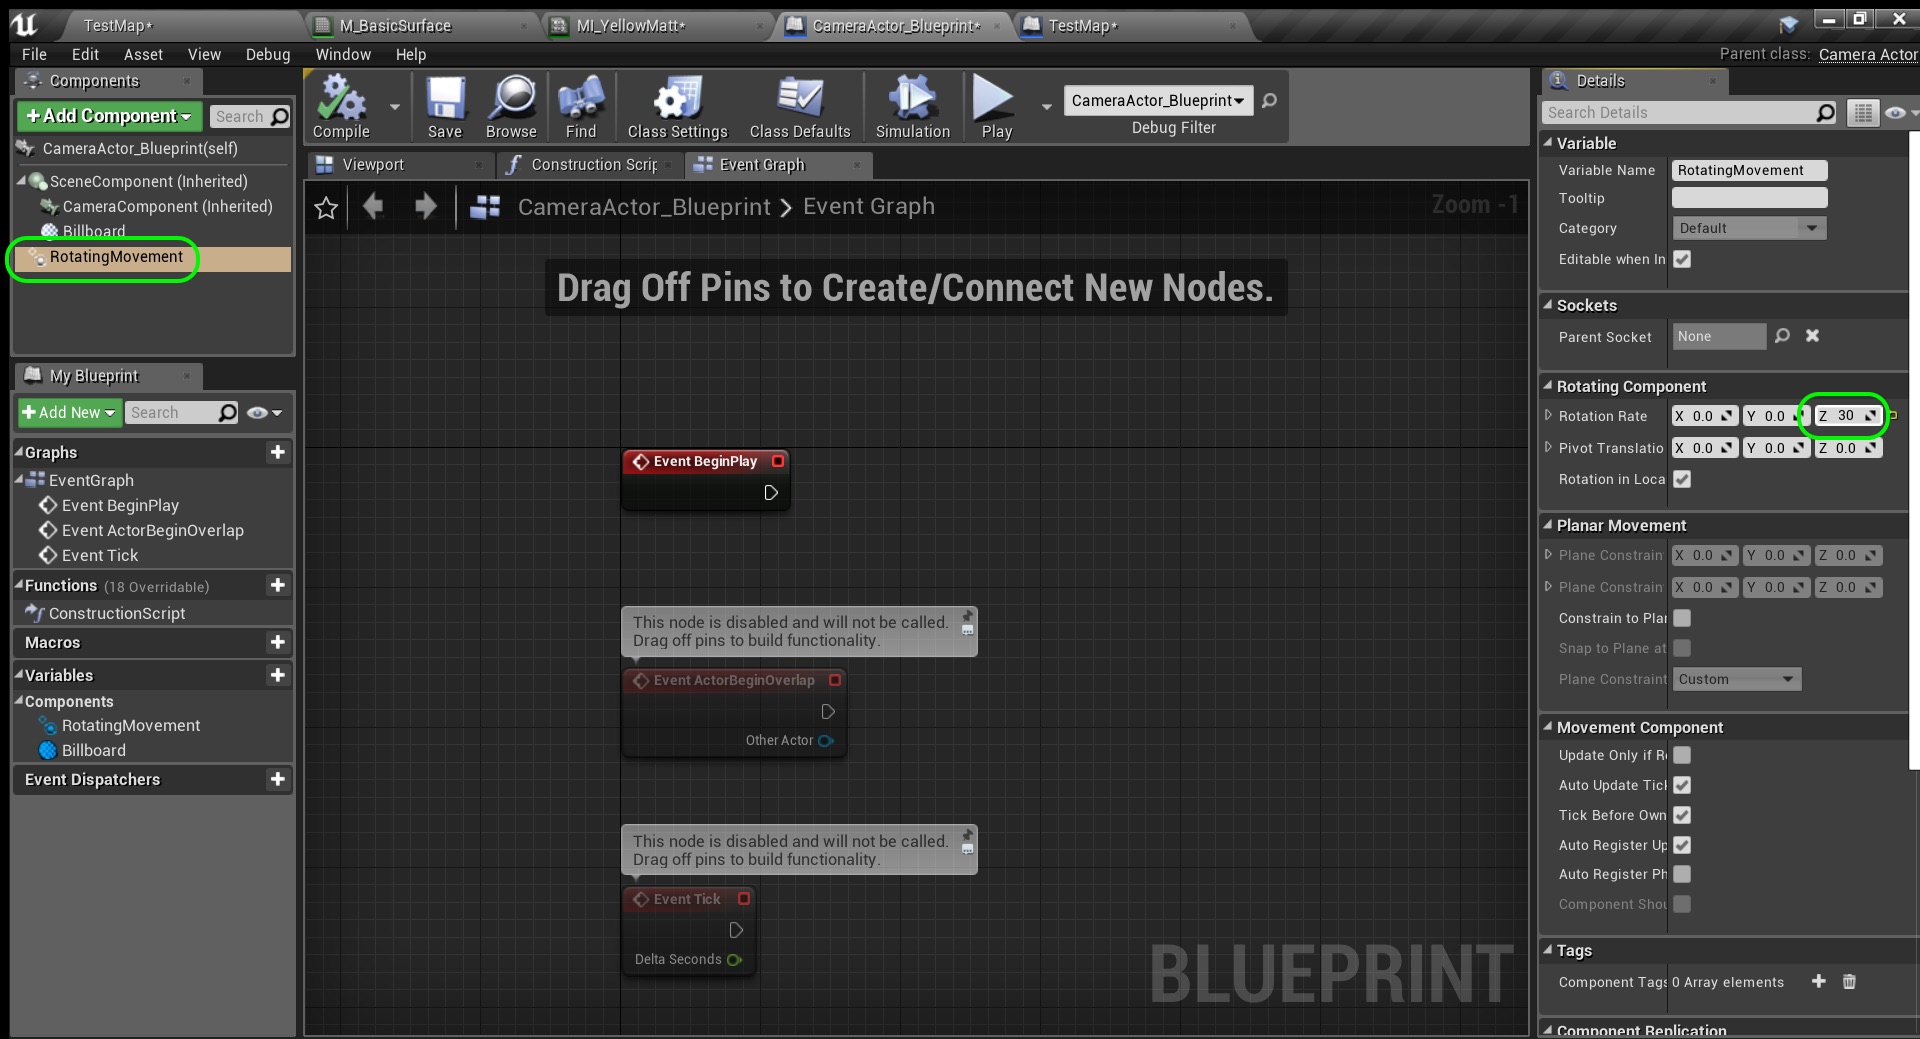 TestMap*
M_BasicSurface
MI_YellowMatt*
CameraActor_Blueprint*
TestMap*
File Edit Asset View Debug Window Help
Parent class: Camera Actor
Components
Add Component
Search
CameraActor_Blueprint(self)
SceneComponent (Inherited)
CameraComponent (Inherited)
Billboard
RotatingMovement
My Blueprint
Add New
Search
Graphs
EventGraph
Event BeginPlay
Event ActorBeginOverlap
Event Tick
Functions (18 Overridable)
ConstructionScript
Macros
Variables
Components
RotatingMovement
Billboard
Event Dispatchers
Compile
Save
Browse
Find
Class Settings
Class Defaults
Simulation
Play
CameraActor_Blueprint
Debug Filter
Viewport
Construction Scrip
Event Graph
CameraActor_Blueprint > Event Graph
Zoom -1
Drag Off Pins to Create/Connect New Nodes.
Event BeginPlay
This node is disabled and will not be called.
Drag off pins to build functionality.
Event ActorBeginOverlap
Other Actor
This node is disabled and will not be called.
Drag off pins to build functionality.
Event Tick
Delta Seconds
BLUEPRINT
Details
Search Details
Variable
Variable Name RotatingMovement
Tooltip
Category Default
Editable when In
Sockets
Parent Socket None
Rotating Component
Rotation Rate X 0.0 Y 0.0 Z 30
Pivot Translatio X 0.0 Y 0.0 Z 0.0
Rotation in Loca
Planar Movement
Plane Constrain X 0.0 Y 0.0 Z 0.0
Plane Constrain X 0.0 Y 0.0 Z 0.0
Constrain to Plan
Snap to Plane at
Plane Constraint Custom
Movement Component
Update Only if R
Auto Update Tick
Tick Before Own
Auto Register Up
Auto Register Ph
Component Shou
Tags
Component Tags 0 Array elements
Component Replication